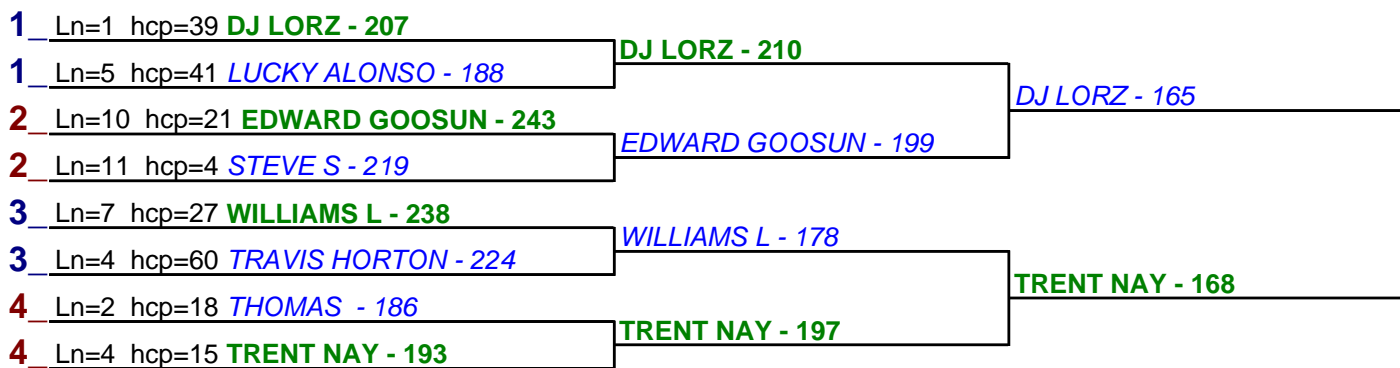 1_ Ln=1 hcp=39 DJ LORZ - 207
1_ Ln=5 hcp=41 LUCKY ALONSO - 188
2_ Ln=10 hcp=21 EDWARD GOOSUN - 243
2_ Ln=11 hcp=4 STEVE S - 219
3_ Ln=7 hcp=27 WILLIAMS L - 238
3_ Ln=4 hcp=60 TRAVIS HORTON - 224
4_ Ln=2 hcp=18 THOMAS - 186
4_ Ln=4 hcp=15 TRENT NAY - 193
DJ LORZ - 210
EDWARD GOOSUN - 199
WILLIAMS L - 178
TRENT NAY - 197
DJ LORZ - 165
TRENT NAY - 168